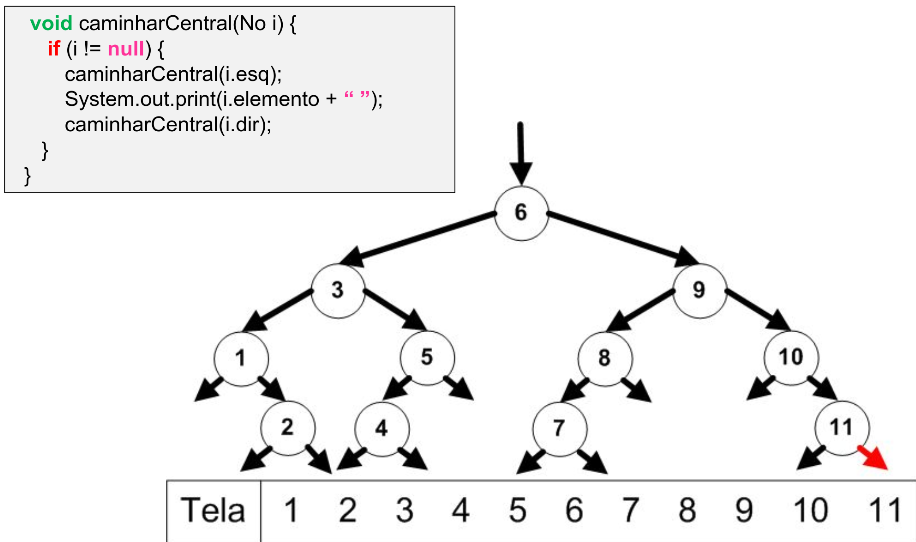 void caminharCentral(No i) {
if (i != null) {
caminharCentral(i.esq);
System.out.print(i.elemento + “ ”);
caminharCentral(i.dir);
}
}
6
3 9
1 5 8 10
2 4 7 11
Tela 1 2 3 4 5 6 7 8 9 10 11